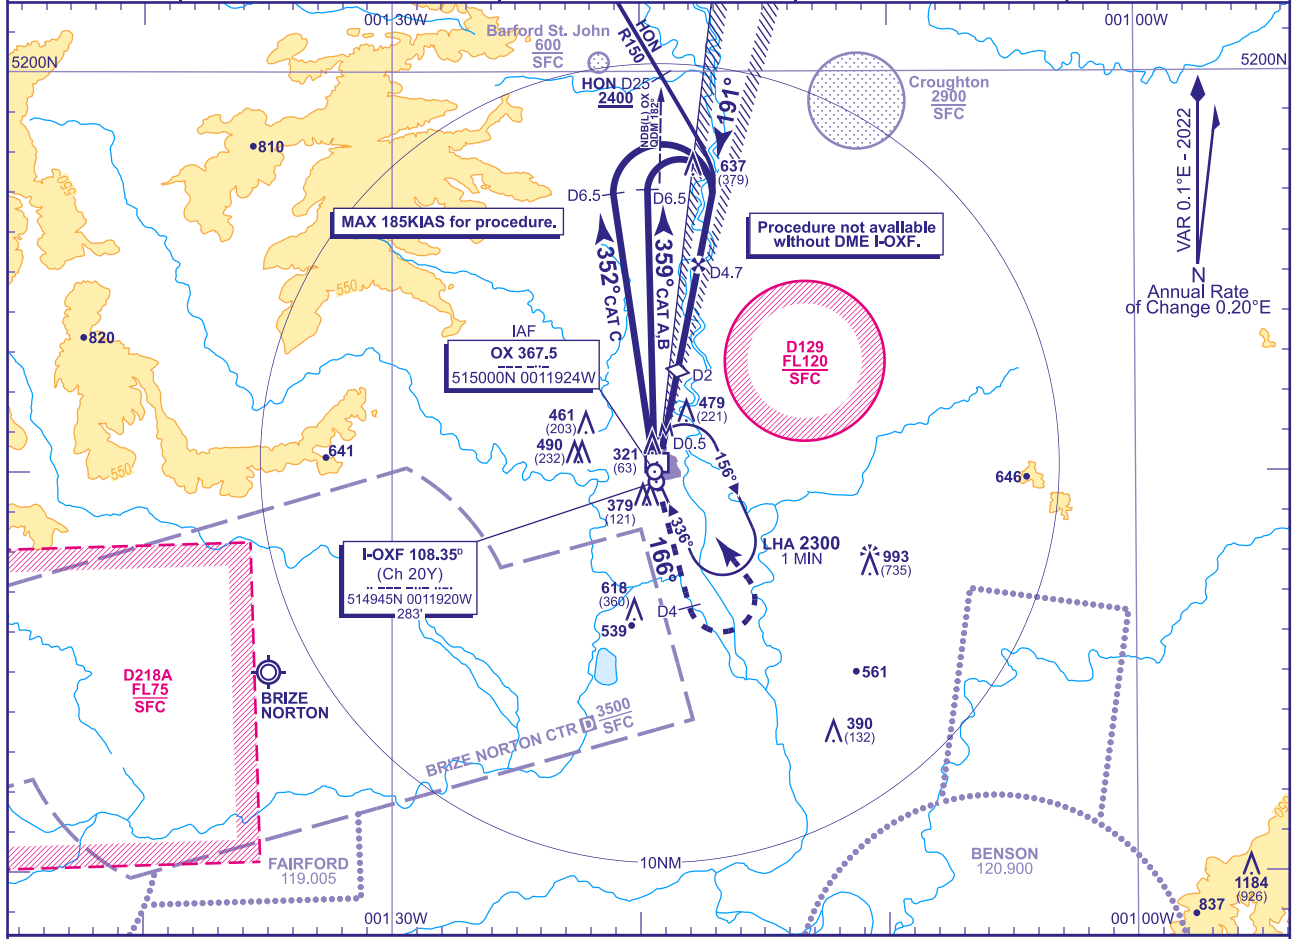 001:30W
001:00W
Barford St. John
600
SFC
HON
R150
5200N
5200N
HON D25
2400
NDB(L) OX
QDM 182°
191°
Croughton
2900
SFC
VAR 0.1°E - 2022
N
Annual Rate
of Change 0.20°E
810
550
637
(379)
D6.5
D6.5
MAX 185KIAS for procedure.
Procedure not available
without DME I-OXF.
352° CAT C
359° CAT A,B
D4.7
550
820
IAF
OX 367.5
515000N 0011924W
D129
FL120
SFC
D2
479
(221)
461
(203)
490
(232)
321
(63)
D0.5
641
550
156°
646
379
(121)
336°
166°
LHA 2300
1 MIN
993
(735)
I-OXF 108.35ᴰ
(Ch 20Y)
514945N 0011920W
283'
618
(360)
539
D4
D218A
FL75
SFC
BRIZE
NORTON
561
390
(132)
BRIZE NORTON CTR D 3500
SFC
FAIRFORD
119.005
10NM
BENSON
120.900
650
1184
(926)
837
001:30W
001:00W